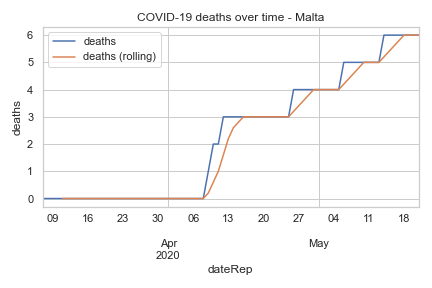 COVID-19 deaths over time - Malta
deaths
deaths (rolling)
deaths
6
5
4
3
2
1
0
09 16 23 30 06 13 20 27 04 11 18
Apr May
2020
dateRep